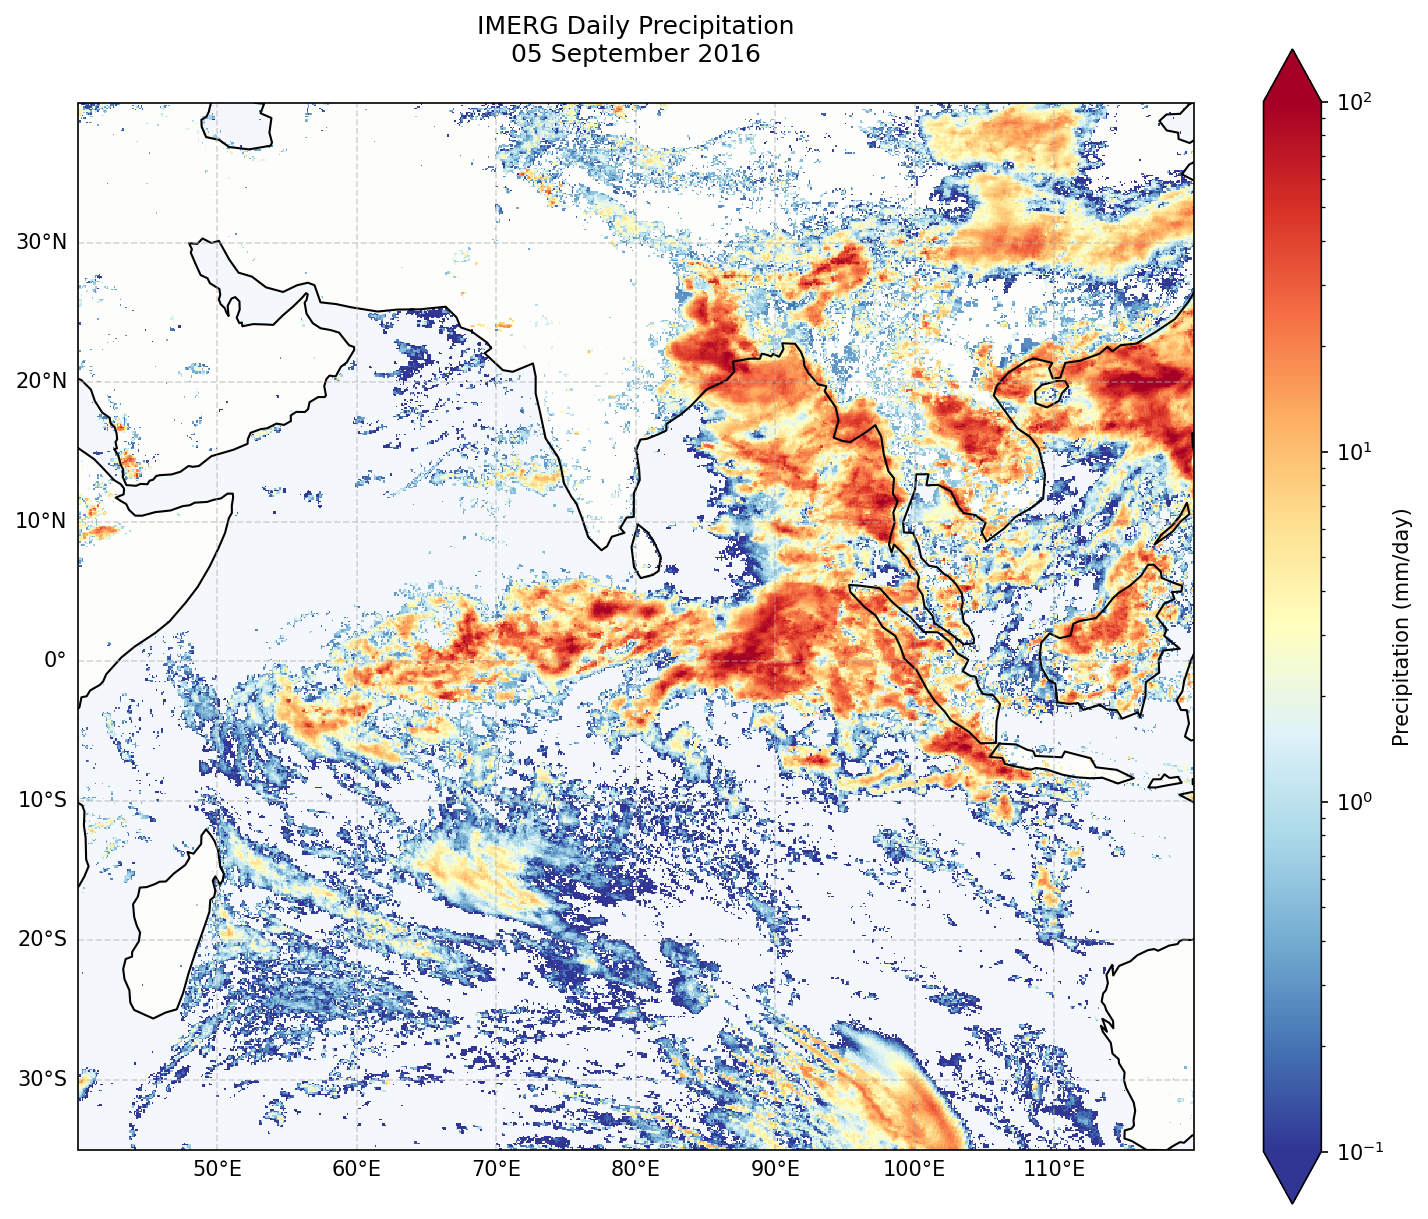 IMERG Daily Precipitation
05 September 2016
30°N
20°N
10°N
0°
10°S
20°S
30°S
50°E
60°E
70°E
80°E
90°E
100°E
110°E
10²
10¹
10⁰
10⁻¹
Precipitation (mm/day)